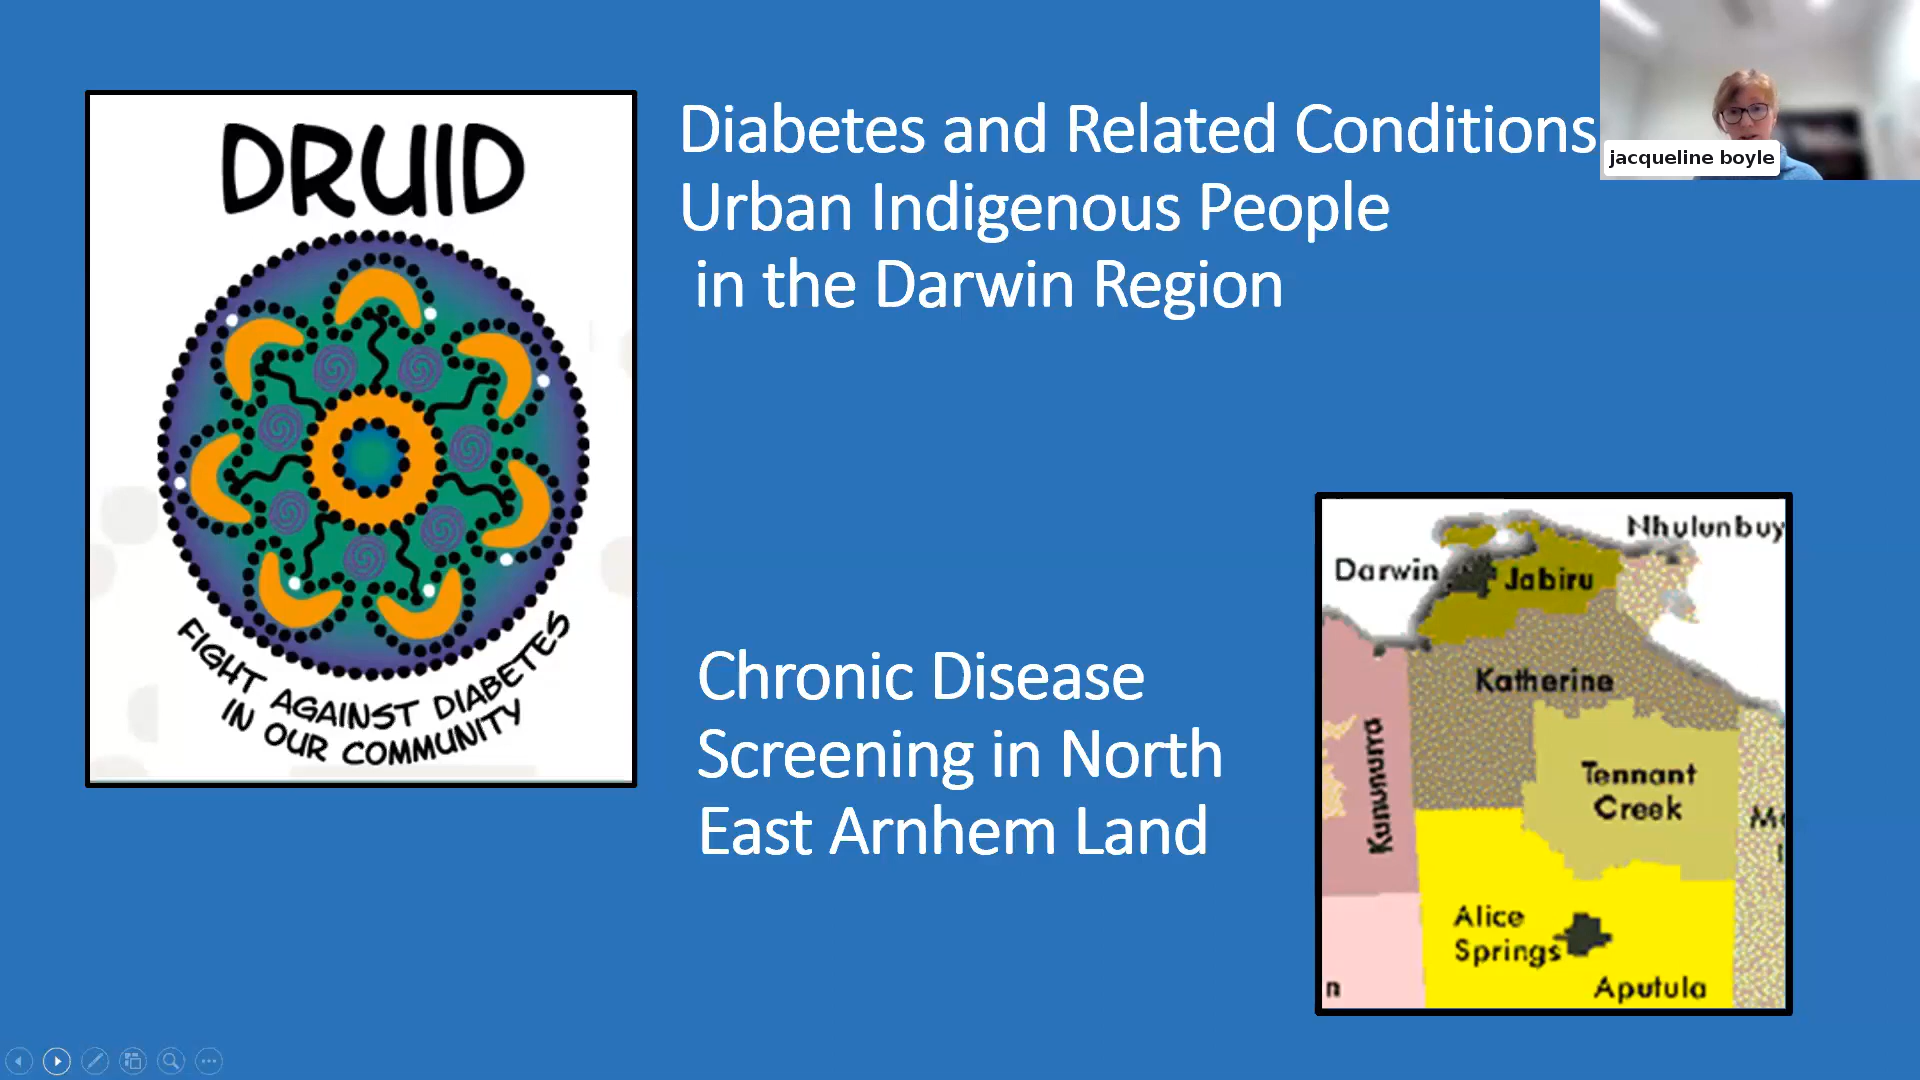 DRUID
FIGHT AGAINST DIABETES
IN OUR COMMUNITY
Diabetes and Related Conditions
Urban Indigenous People
in the Darwin Region
jacqueline boyle
Chronic Disease
Screening in North
East Arnhem Land
Nhulunbuy
Darwin
Jabiru
Katherine
Kununurra
Tennant
Creek
Alice
Springs
Aputula
n